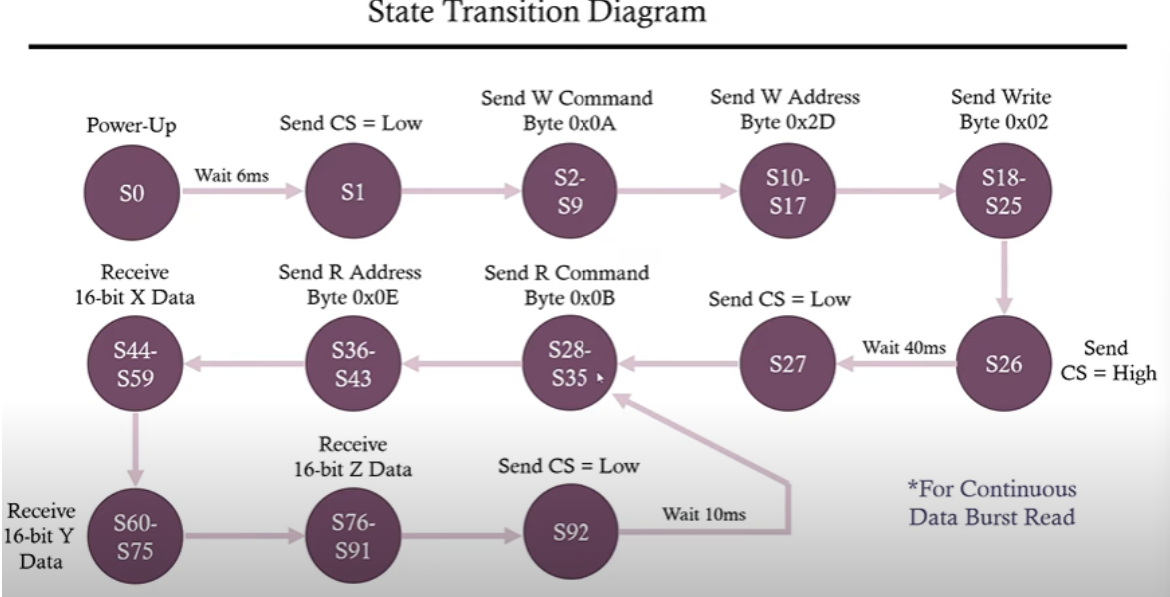 State Transition Diagram
Power-Up
Send CS = Low
Send W Command
Byte 0x0A
Send W Address
Byte 0x2D
Send Write
Byte 0x02
S0
Wait 6ms
S1
S2-
S9
S10-
S17
S18-
S25
Receive
16-bit X Data
Send R Address
Byte 0x0E
Send R Command
Byte 0x0B
Send CS = Low
S44-
S59
S36-
S43
S28-
S35
S27
Wait 40ms
S26
Send
CS = High
Receive
16-bit Y
Data
S60-
S75
Receive
16-bit Z Data
S76-
S91
Send CS = Low
S92
Wait 10ms
*For Continuous
Data Burst Read